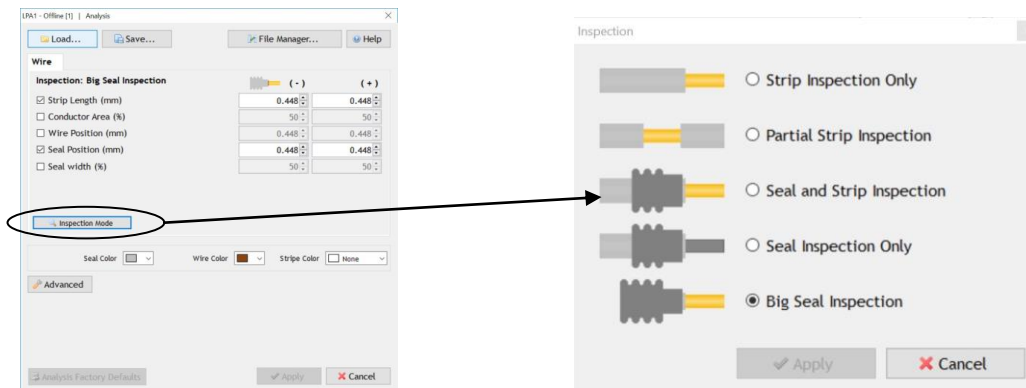 LPA1 - Offline [1] | Analysis
Load... Save... File Manager... Help
Wire
Inspection: Big Seal Inspection ( - ) ( + )
Strip Length (mm) 0.448 0.448
Conductor Area (%) 50 50
Wire Position (mm) 0.448 0.448
Seal Position (mm) 0.448 0.448
Seal width (%) 50 50
Inspection Mode
Seal Color Wire Color Stripe Color None
Advanced
Analysis Factory Defaults Apply Cancel
Inspection
Strip Inspection Only
Partial Strip Inspection
Seal and Strip Inspection
Seal Inspection Only
Big Seal Inspection
Apply Cancel